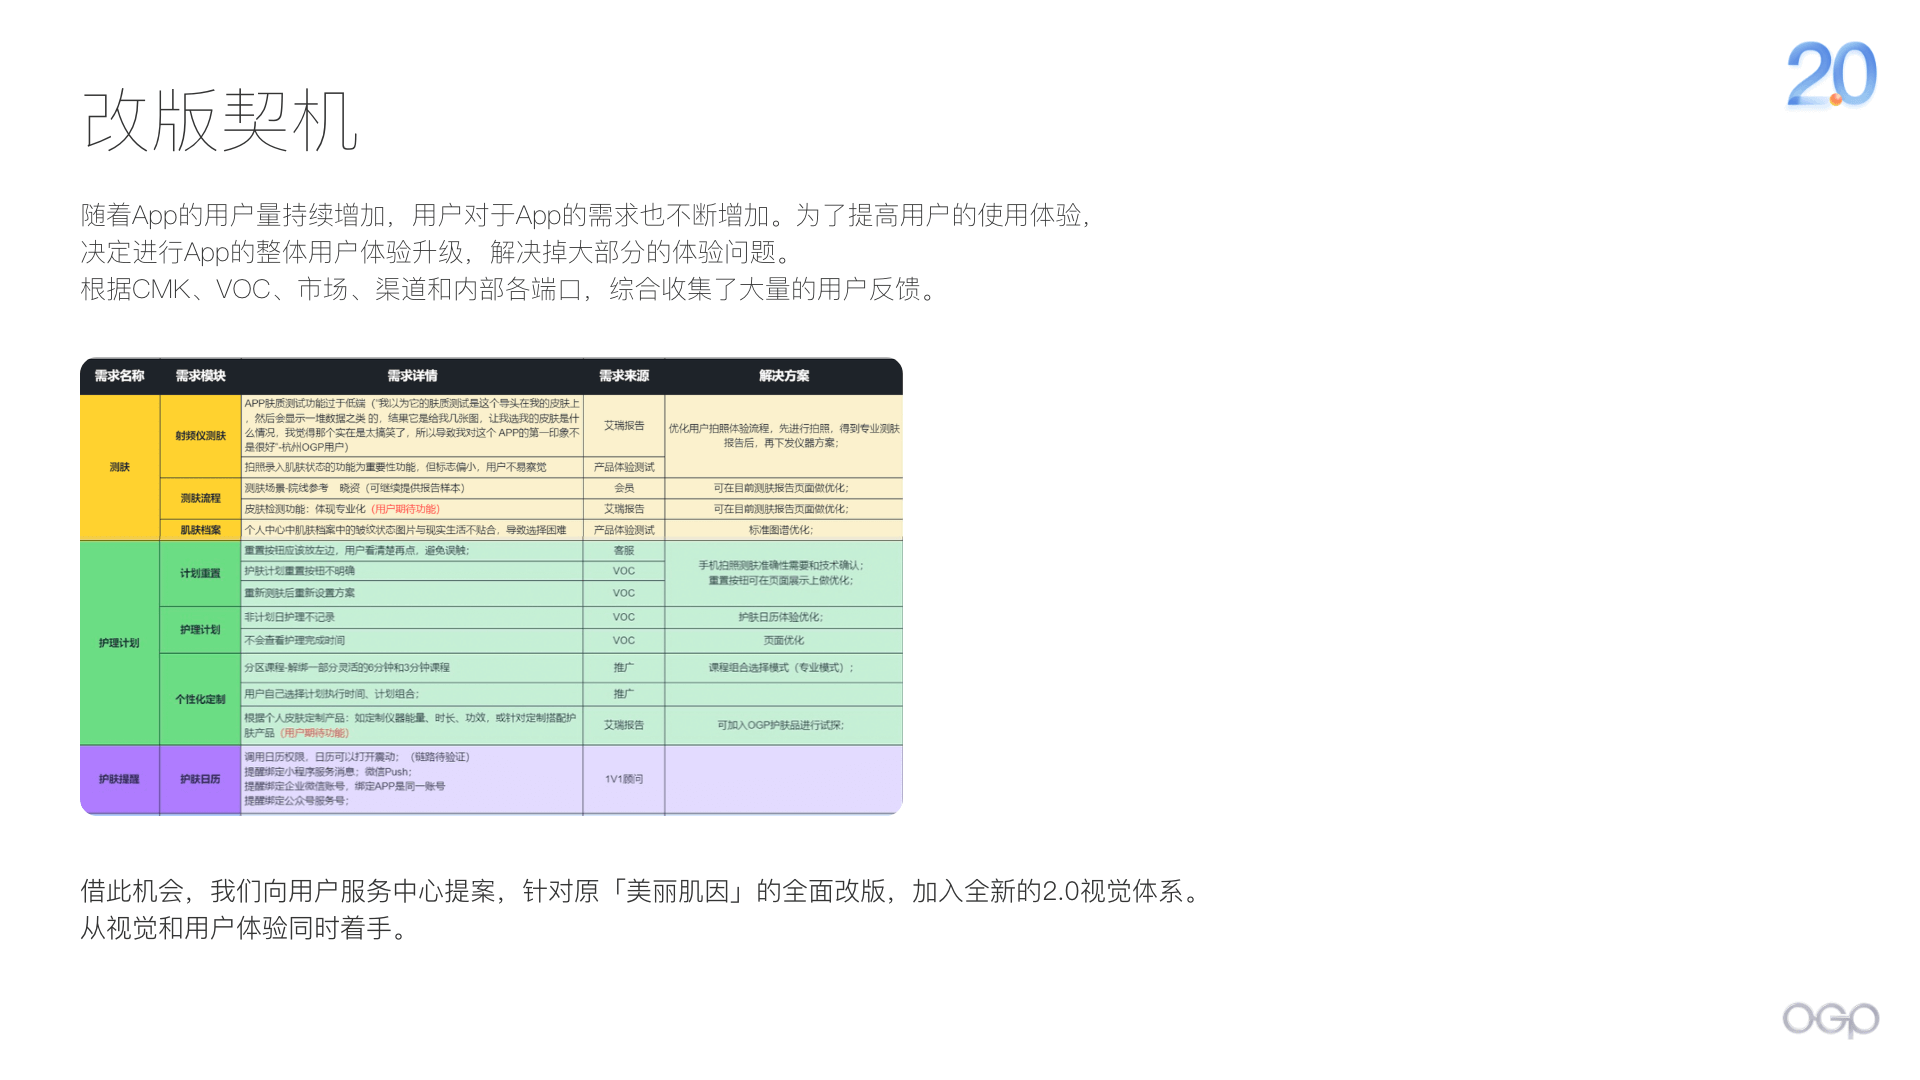 2.0
改版契机
随着App的用户量持续增加，用户对于App的需求也不断增加。为了提高用户的使用体验，
决定进行App的整体用户体验升级，解决掉大部分的体验问题。
根据CMK、VOC、市场、渠道和内部各端口，综合收集了大量的用户反馈。
需求名称 需求模块 需求详情 需求来源 解决方案
测肤
射频仪测肤
APP肤质测试功能过于低端（“我以为它的肤质测试是这个导头在我的皮肤上
，然后会显示一堆数据之类 的，结果它是给我几张图，让我选我的皮肤是什
么情况，我觉得那个实在是太搞笑了，所以导致我对这个 APP的第一印象不
是很好”-杭州OGP用户）
艾瑞报告
优化用户拍照体验流程，先进行拍照，得到专业测肤
报告后，再下发仪器方案；
拍照录入肌肤状态的功能为重要性功能，但标志偏小，用户不易察觉 产品体验测试
测肤流程
测肤场景-院线参考 晓资（可继续提供报告样本） 会员 可在目前测肤报告页面做优化；
皮肤检测功能：体现专业化（用户期待功能） 艾瑞报告 可在目前测肤报告页面做优化；
肌肤档案 个人中心中肌肤档案中的皱纹状态图片与现实生活不贴合，导致选择困难 产品体验测试 标准图谱优化；
护理计划
计划重置
重置按钮应该放左边，用户看清楚再点，避免误触； 客服
手机拍照测肤准确性需要和技术确认；
重置按钮可在页面展示上做优化；
护肤计划重置按钮不明确 VOC
重新测肤后重新设置方案 VOC
护理计划
非计划日护理不记录 VOC 护肤日历体验优化；
不会查看护理完成时间 VOC 页面优化
个性化定制
分区课程-解绑一部分灵活的6分钟和3分钟课程 推广 课程组合选择模式（专业模式）；
用户自己选择计划执行时间、计划组合； 推广
根据个人皮肤定制产品：如定制仪器能量、时长、功效，或针对定制搭配护
肤产品（用户期待功能）
艾瑞报告 可加入OGP护肤品进行试探；
护肤提醒 护肤日历
调用日历权限，日历可以打开震动；（链路待验证）
提醒绑定小程序服务消息；微信Push；
提醒绑定企业微信账号，绑定APP是同一账号
提醒绑定公众号服务号；
1V1顾问
借此机会，我们向用户服务中心提案，针对原「美丽肌因」的全面改版，加入全新的2.0视觉体系。
从视觉和用户体验同时着手。
OGP